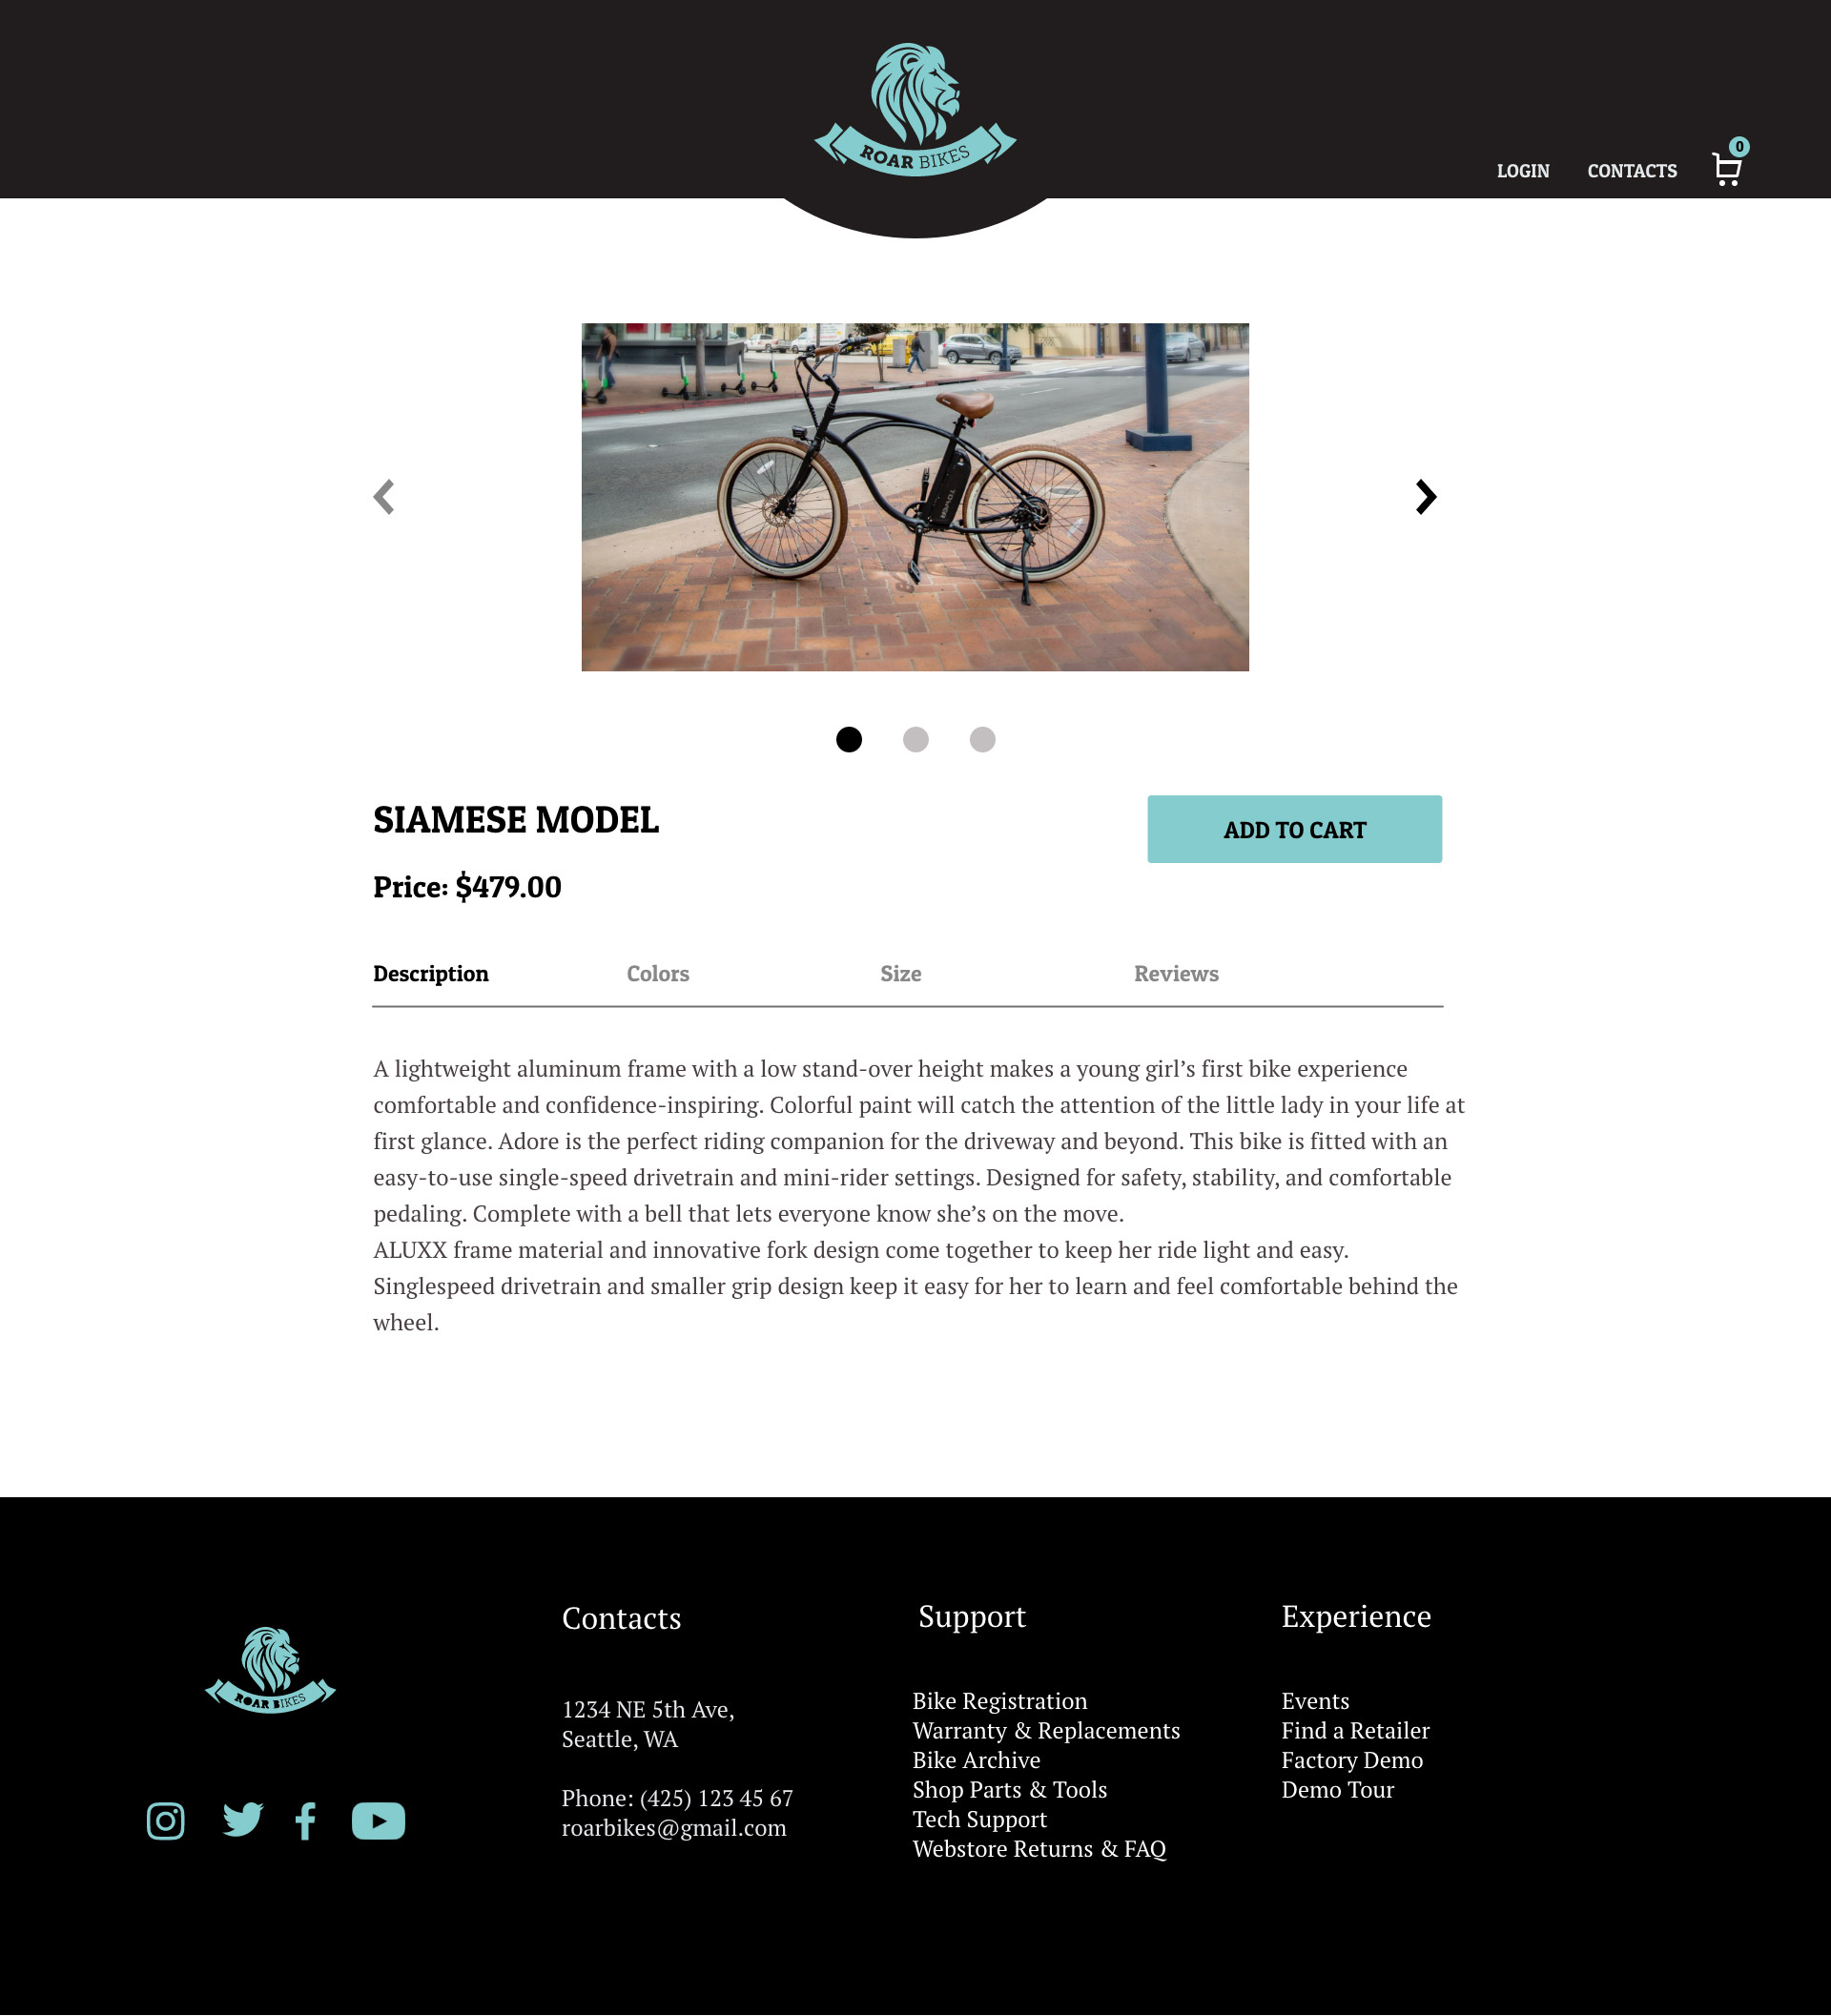 ROAR BIKES
0
LOGIN
CONTACTS
SIAMESE MODEL
ADD TO CART
Price: $479.00
Description
Colors
Size
Reviews
A lightweight aluminum frame with a low stand-over height makes a young girl’s first bike experience
comfortable and confidence-inspiring. Colorful paint will catch the attention of the little lady in your life at
first glance. Adore is the perfect riding companion for the driveway and beyond. This bike is fitted with an
easy-to-use single-speed drivetrain and mini-rider settings. Designed for safety, stability, and comfortable
pedaling. Complete with a bell that lets everyone know she’s on the move.
ALUXX frame material and innovative fork design come together to keep her ride light and easy.
Singlespeed drivetrain and smaller grip design keep it easy for her to learn and feel comfortable behind the
wheel.
ROAR BIKES
Contacts
1234 NE 5th Ave,
Seattle, WA
Phone: (425) 123 45 67
roarbikes@gmail.com
Support
Bike Registration
Warranty & Replacements
Bike Archive
Shop Parts & Tools
Tech Support
Webstore Returns & FAQ
Experience
Events
Find a Retailer
Factory Demo
Demo Tour